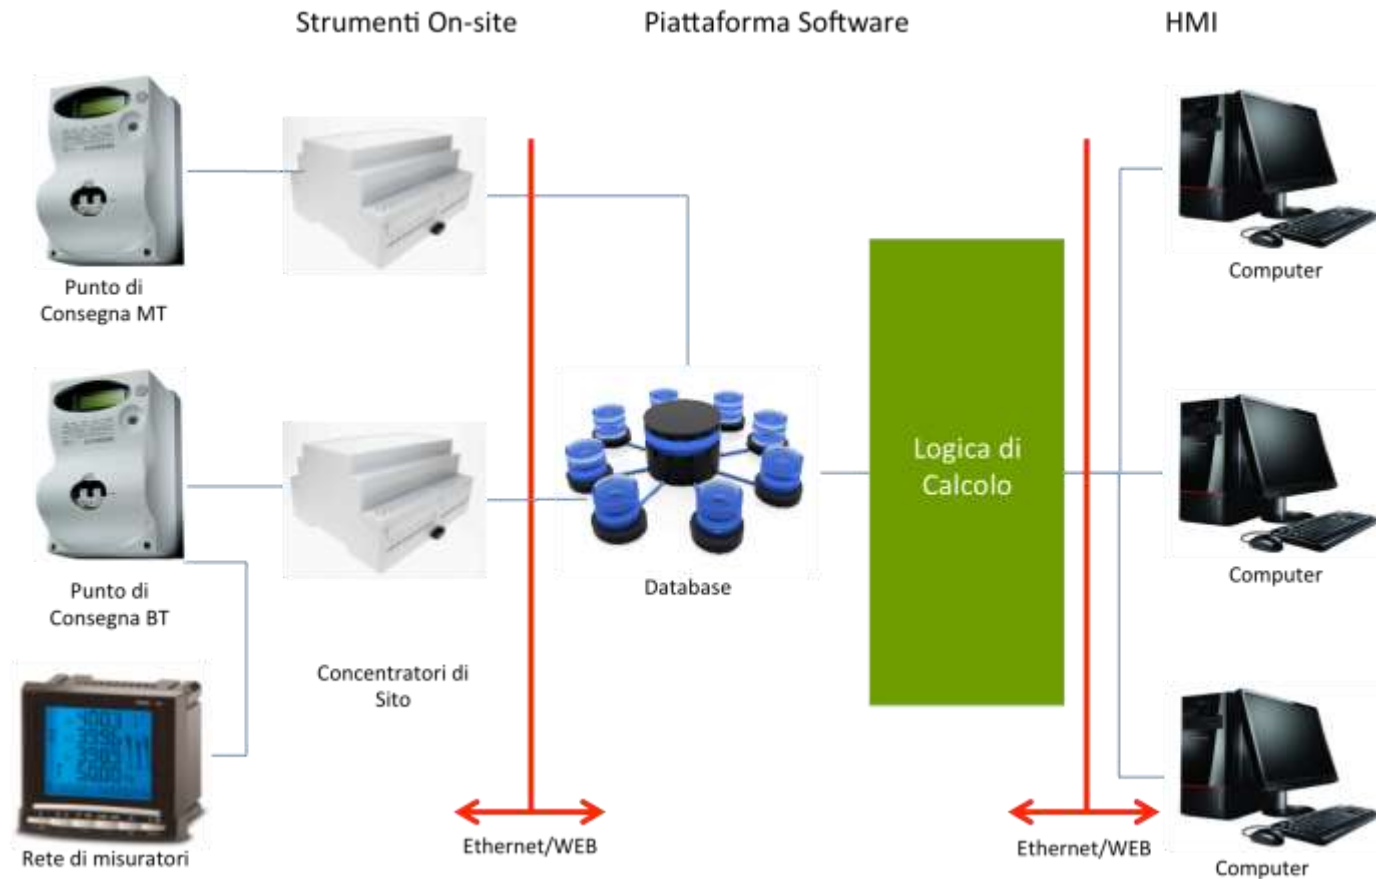 Strumenti On-site
Piattaforma Software
HMI
Punto di
Consegna MT
Computer
Punto di
Consegna BT
Logica di
Calcolo
Database
Computer
Concentratori di
Sito
Rete di misuratori
Ethernet/WEB
Ethernet/WEB
Computer